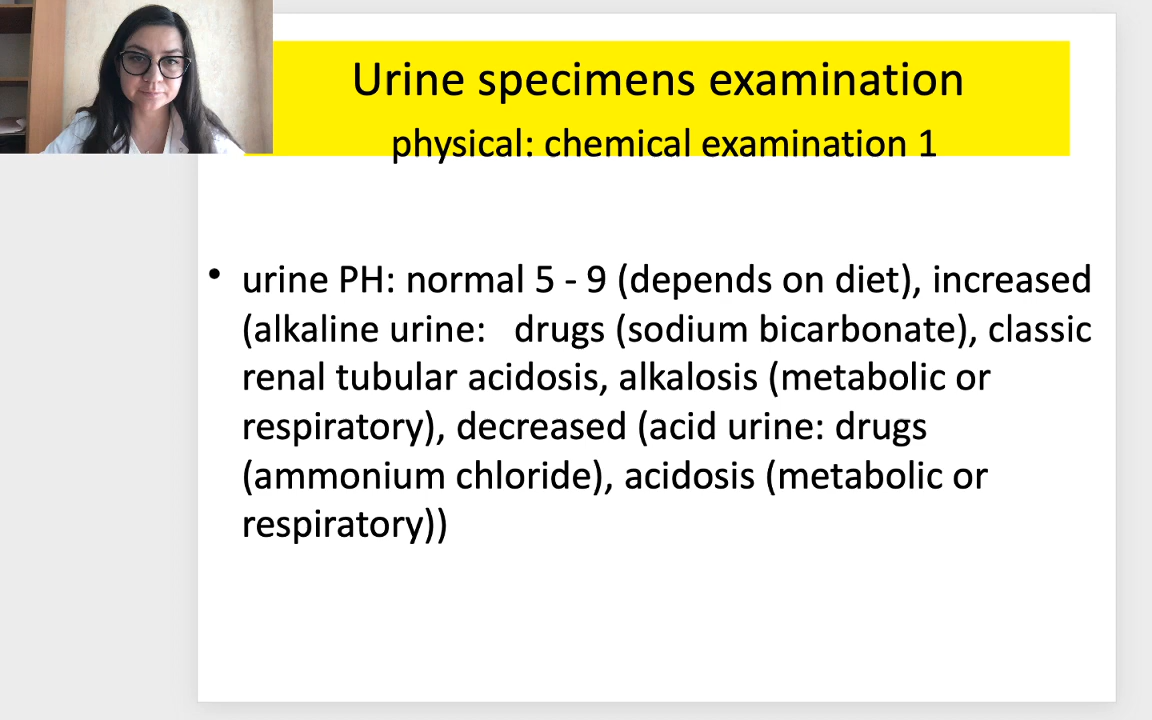 Urine specimens examination
physical: chemical examination 1
• urine PH: normal 5 - 9 (depends on diet), increased
(alkaline urine:   drugs (sodium bicarbonate), classic
renal tubular acidosis, alkalosis (metabolic or
respiratory), decreased (acid urine: drugs
(ammonium chloride), acidosis (metabolic or
respiratory))